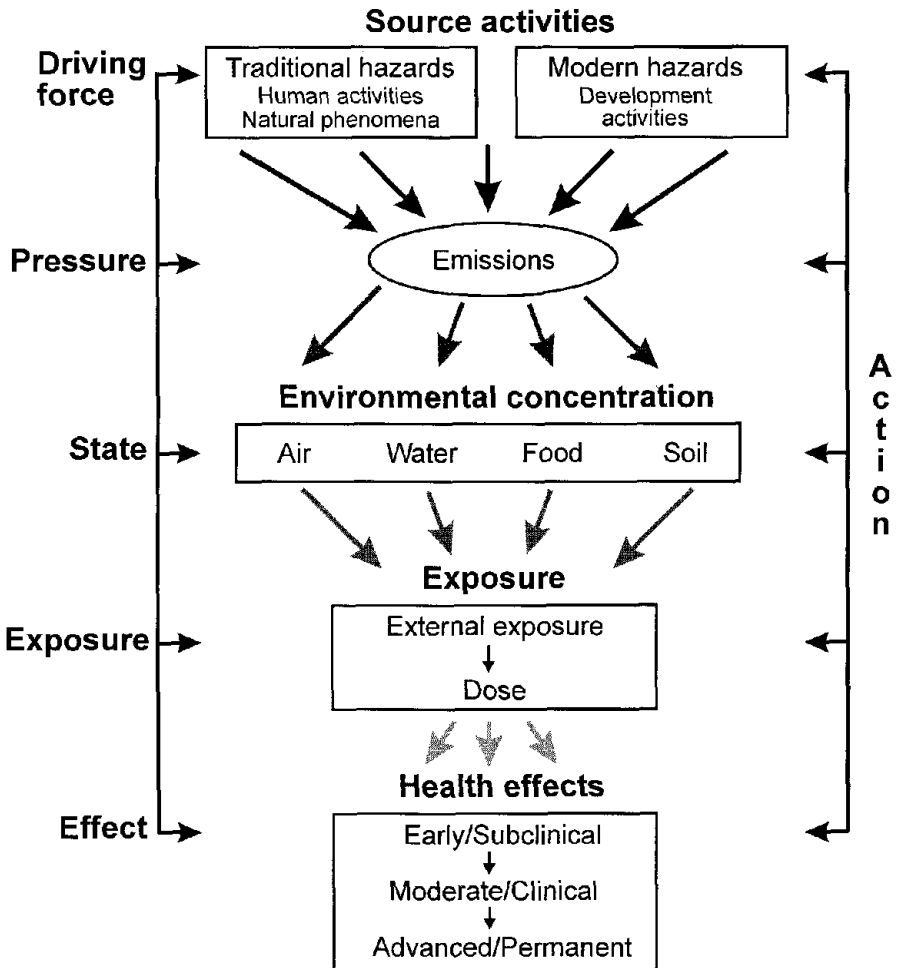 Source activities
Driving
force
Traditional hazards
Human activities
Natural phenomena
Modern hazards
Development
activities
Pressure
Emissions
Environmental concentration
State
Air Water Food Soil
Action
Exposure
Exposure
External exposure
Dose
Health effects
Effect
Early/Subclinical
Moderate/Clinical
Advanced/Permanent